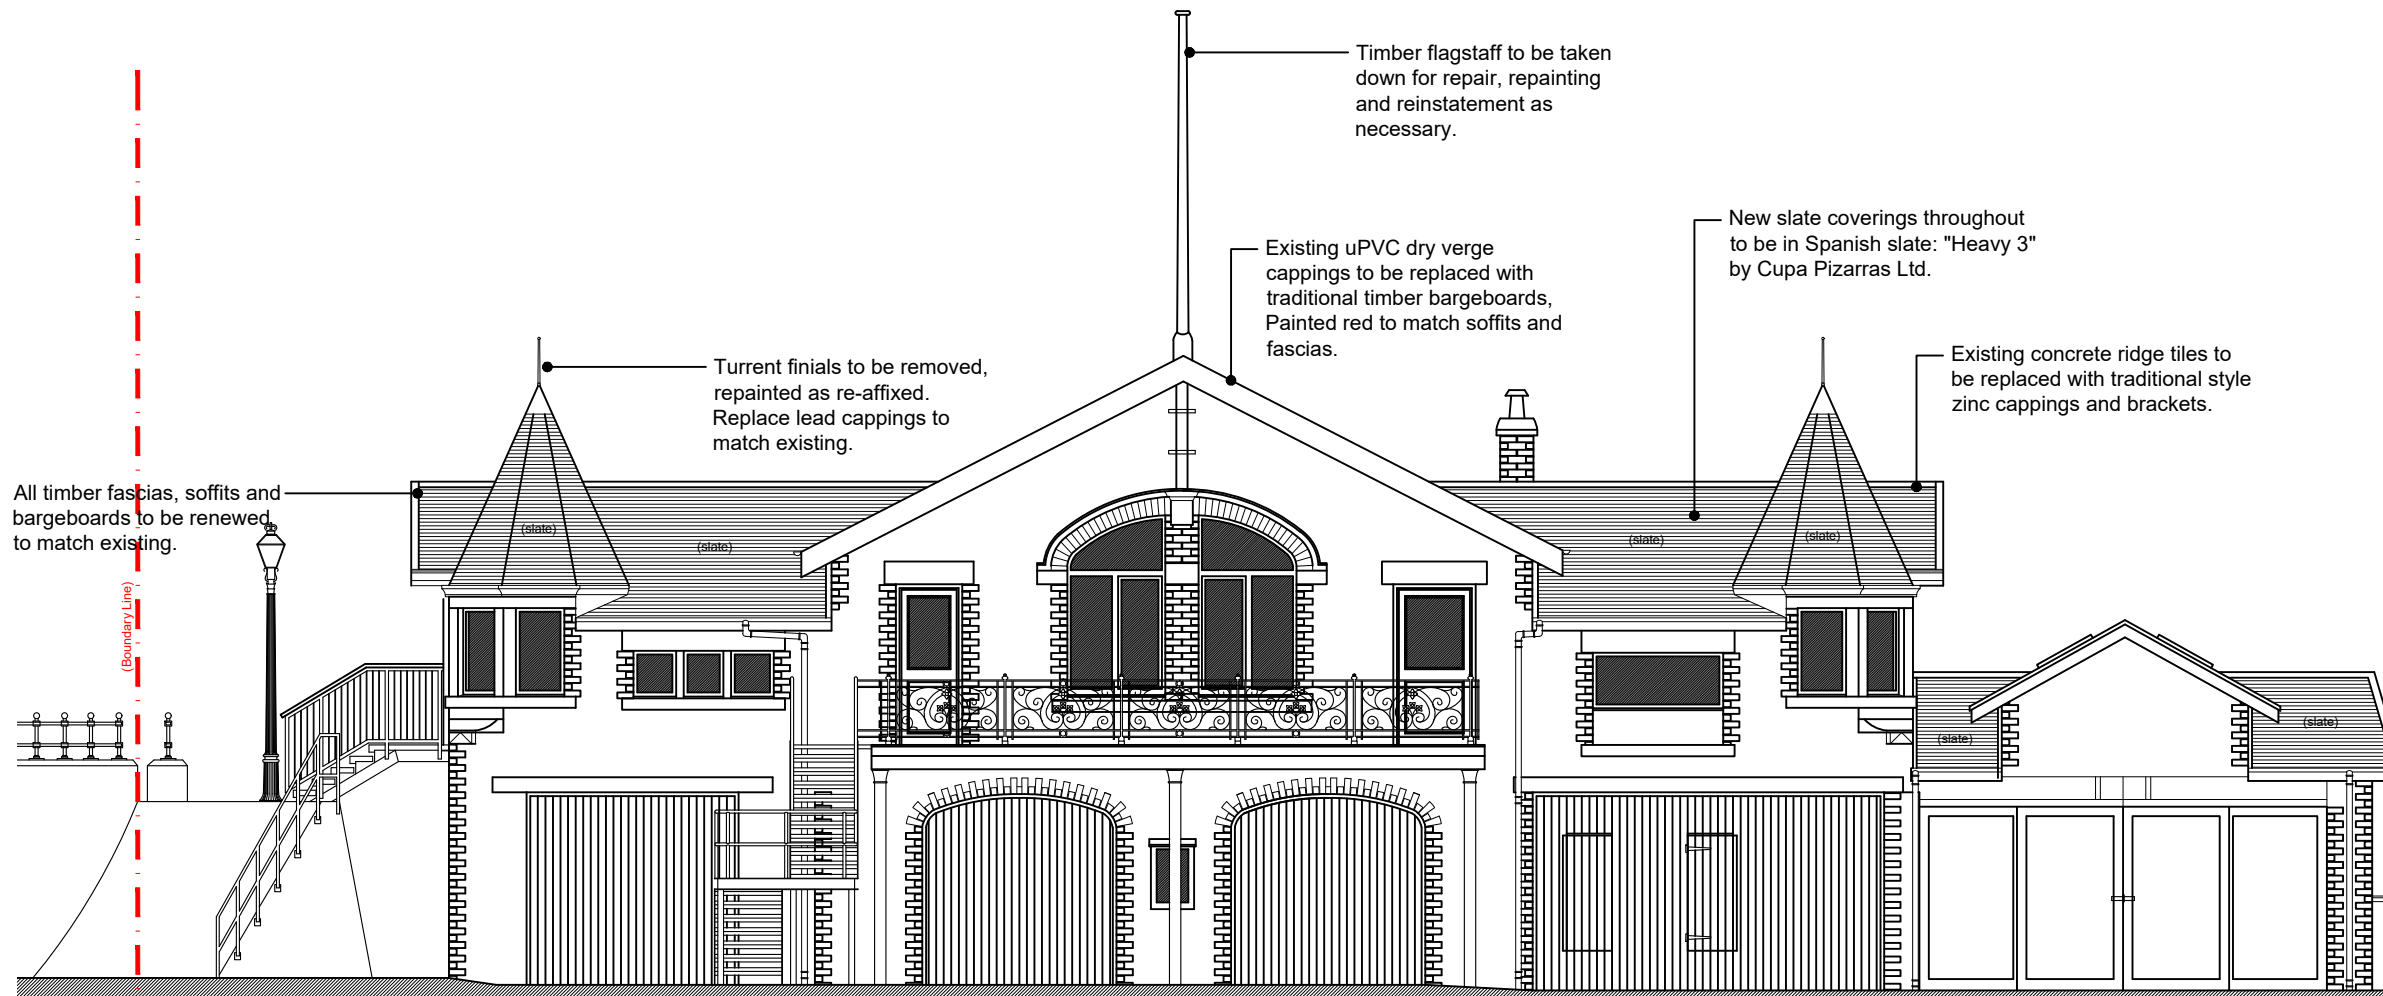 Timber flagstaff to be taken
down for repair, repainting
and reinstatement as
necessary.
New slate coverings throughout
to be in Spanish slate: "Heavy 3"
by Cupa Pizarras Ltd.
Existing uPVC dry verge
cappings to be replaced with
traditional timber bargeboards,
Painted red to match soffits and
fascias.
Existing concrete ridge tiles to
be replaced with traditional style
zinc cappings and brackets.
Turrent finials to be removed,
repainted as re-affixed.
Replace lead cappings to
match existing.
All timber fascias, soffits and
bargeboards to be renewed
to match existing.
(slate)
(slate)
(slate)
(slate)
(Boundary Line)
(slate)
(slate)